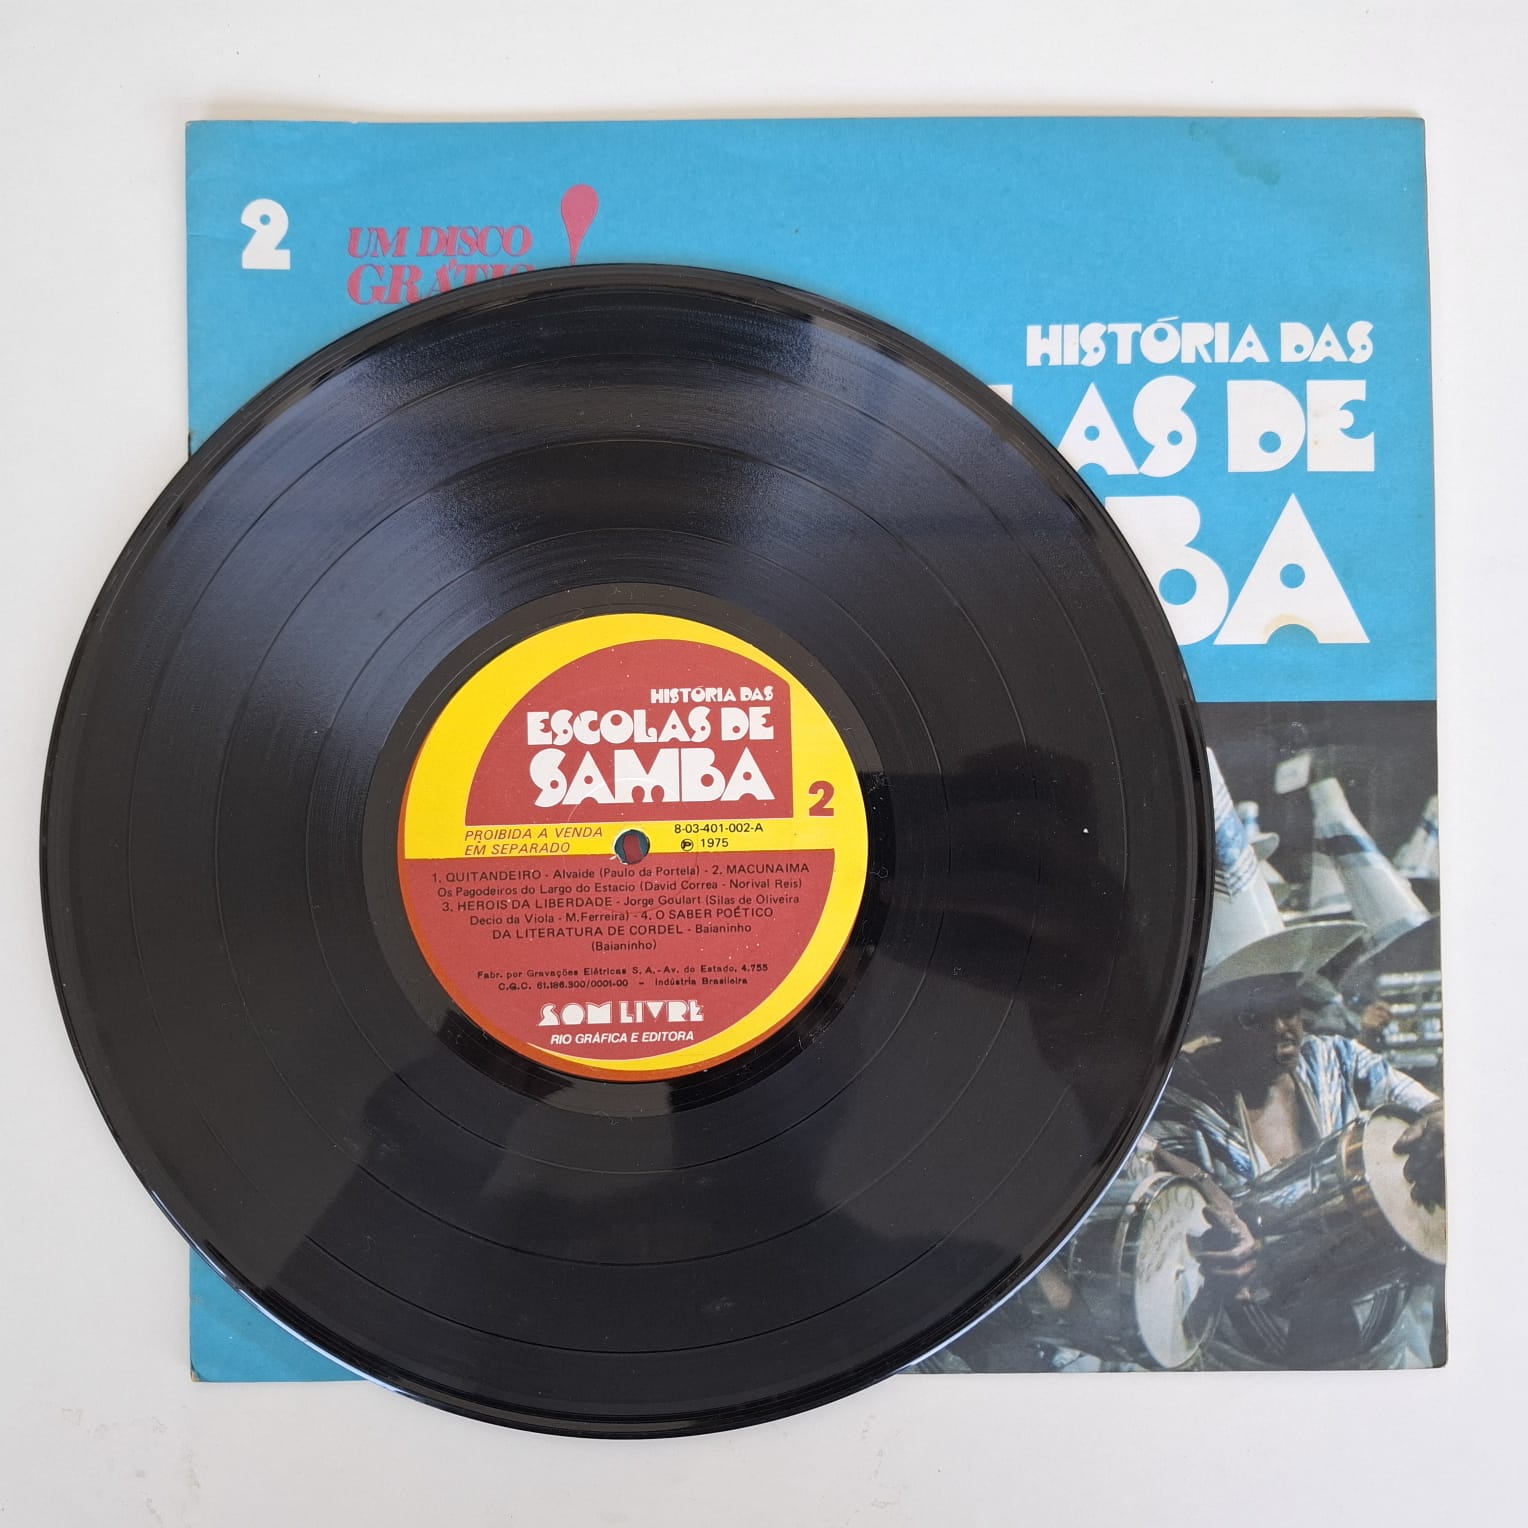 2
UM DISCO
GRÁTIS
HISTÓRIA DAS
LAS DE
BA
HISTÓRIA DAS
ESCOLAS DE
SAMBA
2
PROIBIDA A VENDA
EM SEPARADO
8-03-401-002-A
℗ 1975
1. QUITANDEIRO - Alvaide (Paulo da Portela) - 2. MACUNAIMA
Os Pagodeiros do Largo do Estacio (David Correa - Norival Reis)
3. HEROIS DA LIBERDADE - Jorge Goulart (Silas de Oliveira
Decio da Viola - M.Ferreira) - 4. O SABER POÉTICO
DA LITERATURA DE CORDEL - Baianinho
(Baianinho)
Fabr. por Gravações Elétricas S. A. - Av. do Estado, 4.755
C.G.C. 61.186.300/0001-00 - Indústria Brasileira
SOM LIVRE
RIO GRÁFICA E EDITORA